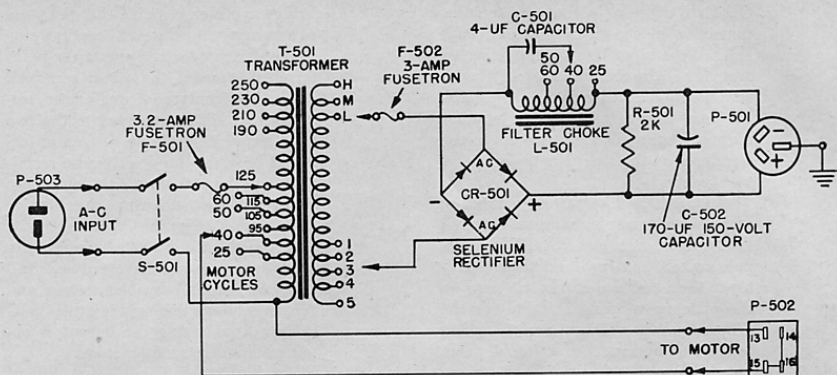 C-501
4-UF CAPACITOR
T-501
TRANSFORMER
F-502
3-AMP
FUSETRON
50
60 40 25
250
230
210
190
H
M
L
3.2-AMP
FUSETRON
F-501
FILTER CHOKE
L-501
R-501
2K
P-501
P-503
125
60
115
50
105
95
40
25
A-C
INPUT
S-501
MOTOR
CYCLES
AC
CR-501
AC
-
+
SELENIUM
RECTIFIER
-
+
C-502
170-UF 150-VOLT
CAPACITOR
1
2
3
4
5
P-502
TO MOTOR
13
14
15
16